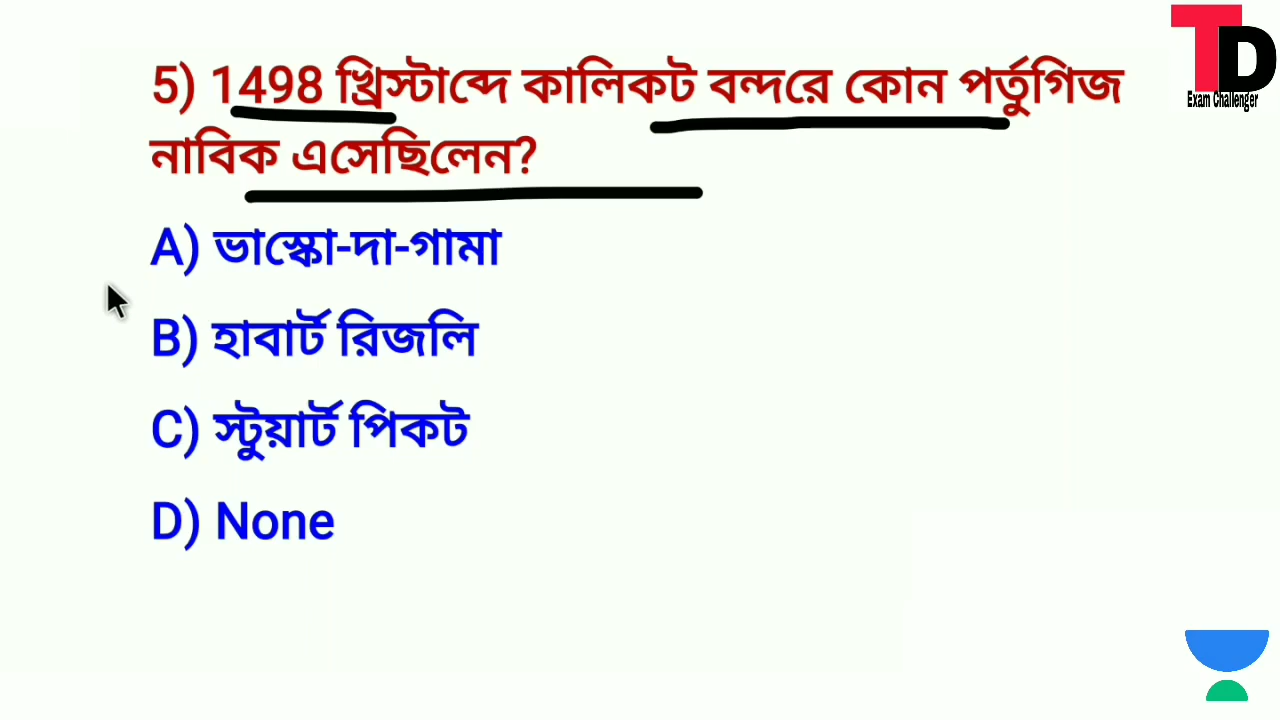 5) 1498 খ্রিস্টাব্দে কালিকট বন্দরে কোন পর্তুগিজ
নাবিক এসেছিলেন?
A) ভাস্কো-দা-গামা
B) হাবার্ট রিজলি
C) স্টুয়ার্ট পিকট
D) None
TD
Exam Challenger